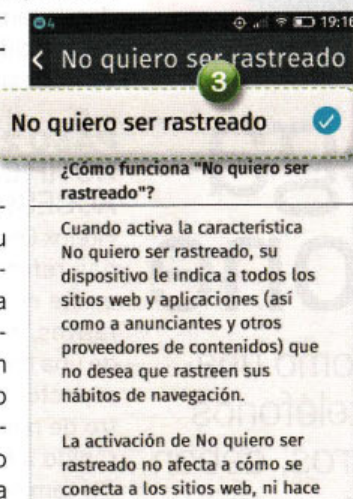 4 19:16
No quiero ser rastreado
3
No quiero ser rastreado
¿Cómo funciona "No quiero ser
rastreado"?
Cuando activa la característica
No quiero ser rastreado, su
dispositivo le indica a todos los
sitios web y aplicaciones (así
como a anunciantes y otros
proveedores de contenidos) que
no desea que rastreen sus
hábitos de navegación.
La activación de No quiero ser
rastreado no afecta a cómo se
conecta a los sitios web, ni hace